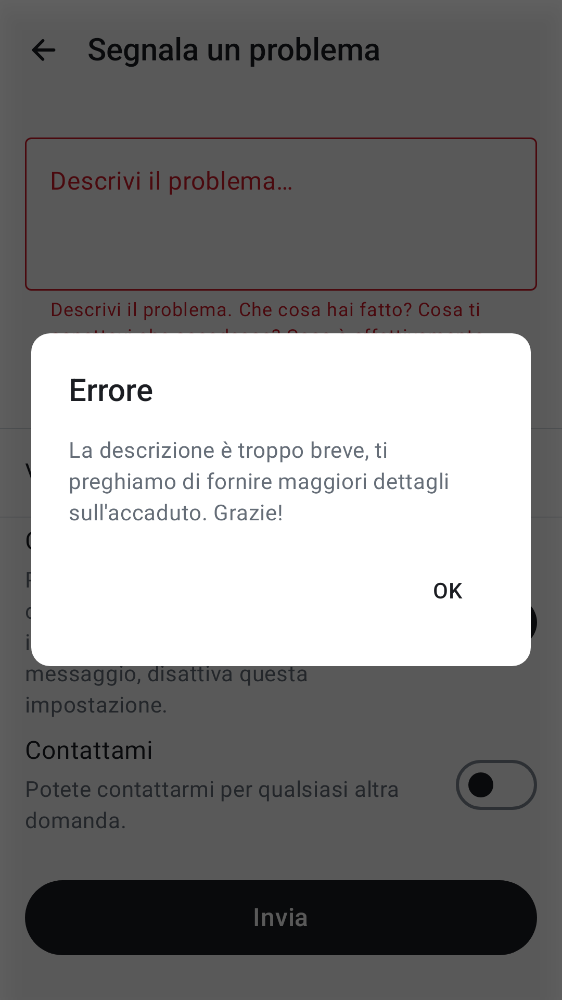 Segnala un problema
Descrivi il problema...
Descrivi il problema. Che cosa hai fatto? Cosa ti
Errore
La descrizione è troppo breve, ti
preghiamo di fornire maggiori dettagli
sull'accaduto. Grazie!
OK
messaggio, disattiva questa
impostazione.
Contattami
Potete contattarmi per qualsiasi altra
domanda.
Invia